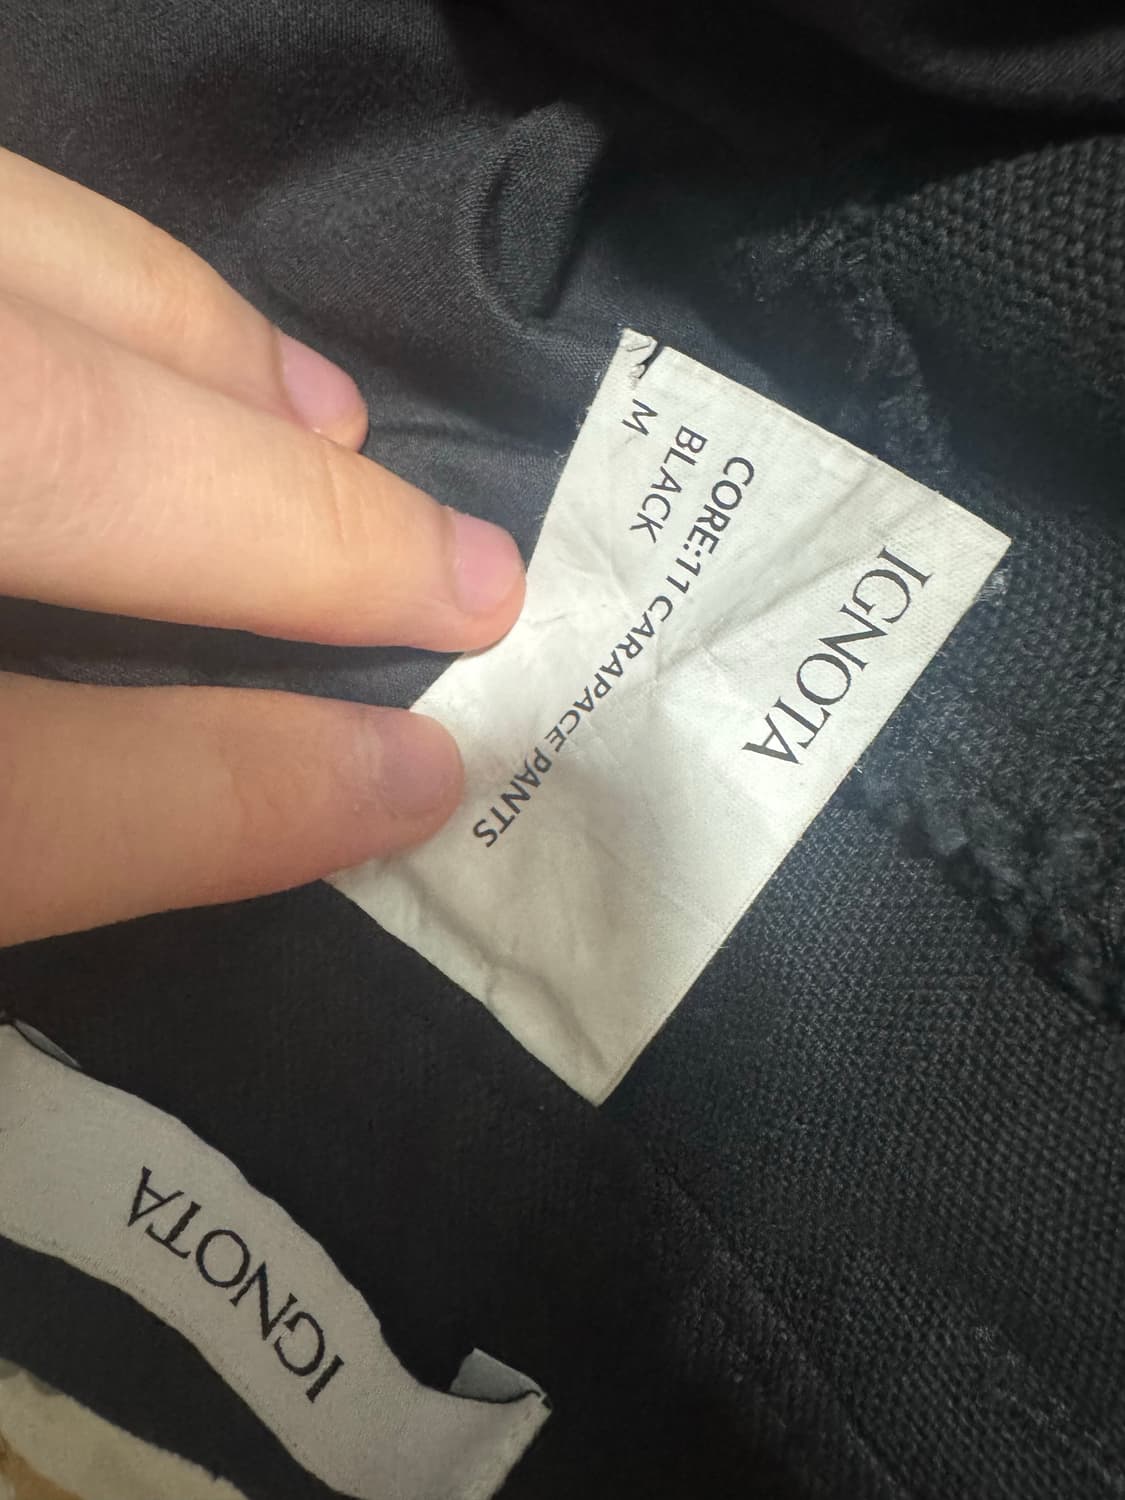 IGNOTA
CORE:11 CARAPACE PANTS
BLACK
M
IGNOTA